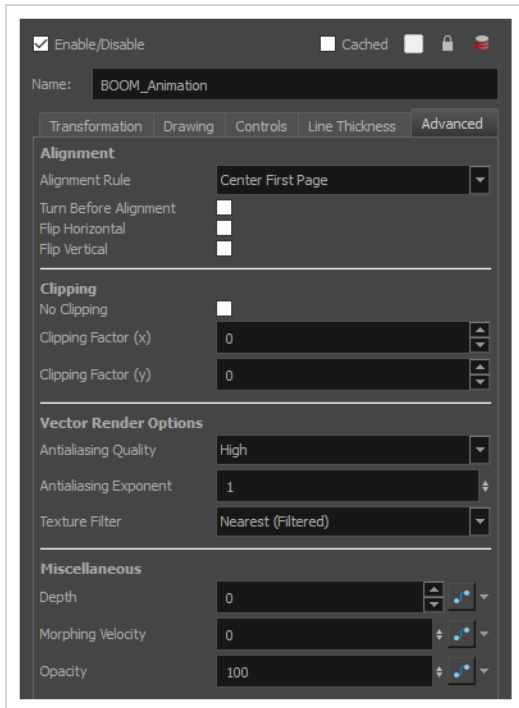 Enable/Disable Cached
Name: BOOM_Animation
Transformation Drawing Controls Line Thickness Advanced
Alignment
Alignment Rule Center First Page
Turn Before Alignment
Flip Horizontal
Flip Vertical
Clipping
No Clipping
Clipping Factor (x) 0
Clipping Factor (y) 0
Vector Render Options
Antialiasing Quality High
Antialiasing Exponent 1
Texture Filter Nearest (Filtered)
Miscellaneous
Depth 0
Morphing Velocity 0
Opacity 100